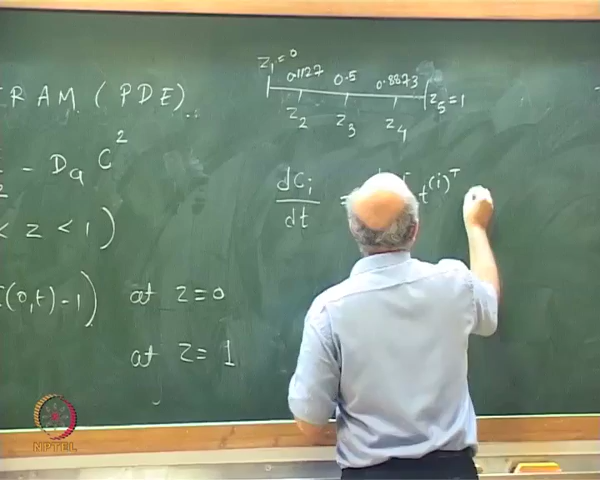 RAM (PDE)
- Da C²
< z < 1)
(0,t) - 1) at z = 0
at z = 1
z₁ = 0
0.1127 0.5 0.8873
z₂ z₃ z₄ z₅ = 1
dCᵢ/dt = t⁽ⁱ⁾ᵀ
NPTEL